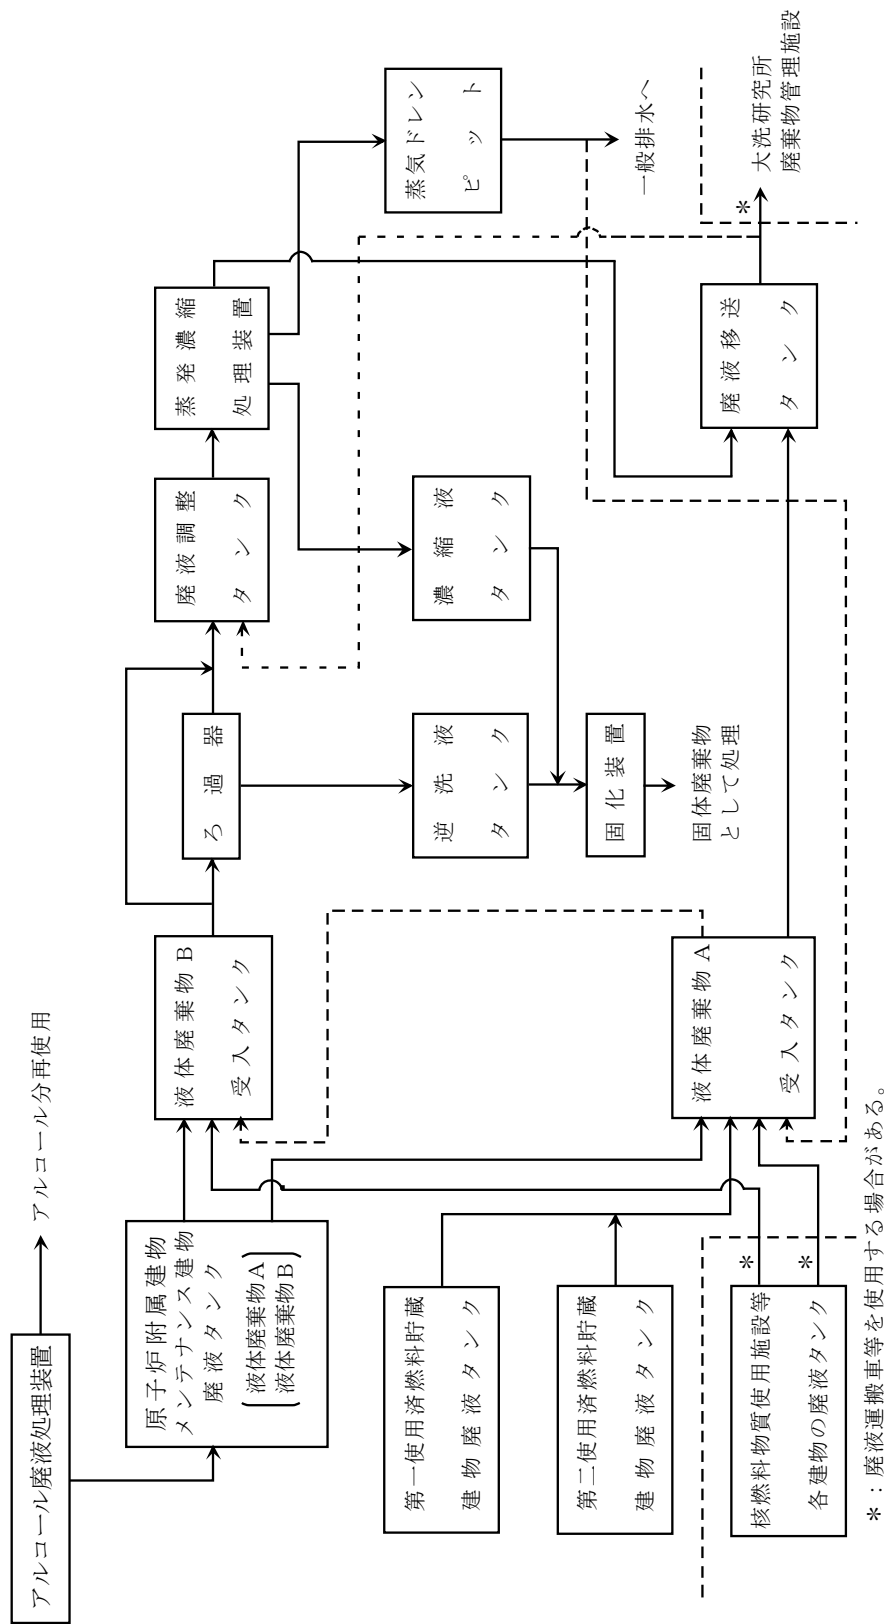 アルコール廃液処理装置
アルコール分再使用
原子炉附属建物
メンテナンス建物
廃液タンク
液体廃棄物A
液体廃棄物B
第一使用済燃料貯蔵
建物廃液タンク
第二使用済燃料貯蔵
建物廃液タンク
核燃料物質使用施設等
各建物の廃液タンク
*
*
液体廃棄物B
受入タンク
液体廃棄物A
受入タンク
ろ過器
逆洗液
タンク
固化装置
固体廃棄物
として処理
廃液調整
タンク
濃縮液
タンク
蒸発濃縮
処理装置
廃液移送
タンク
蒸気ドレン
ピット
一般排水へ
*
大洗研究所
廃棄物管理施設
*:廃液運搬車等を使用する場合がある。